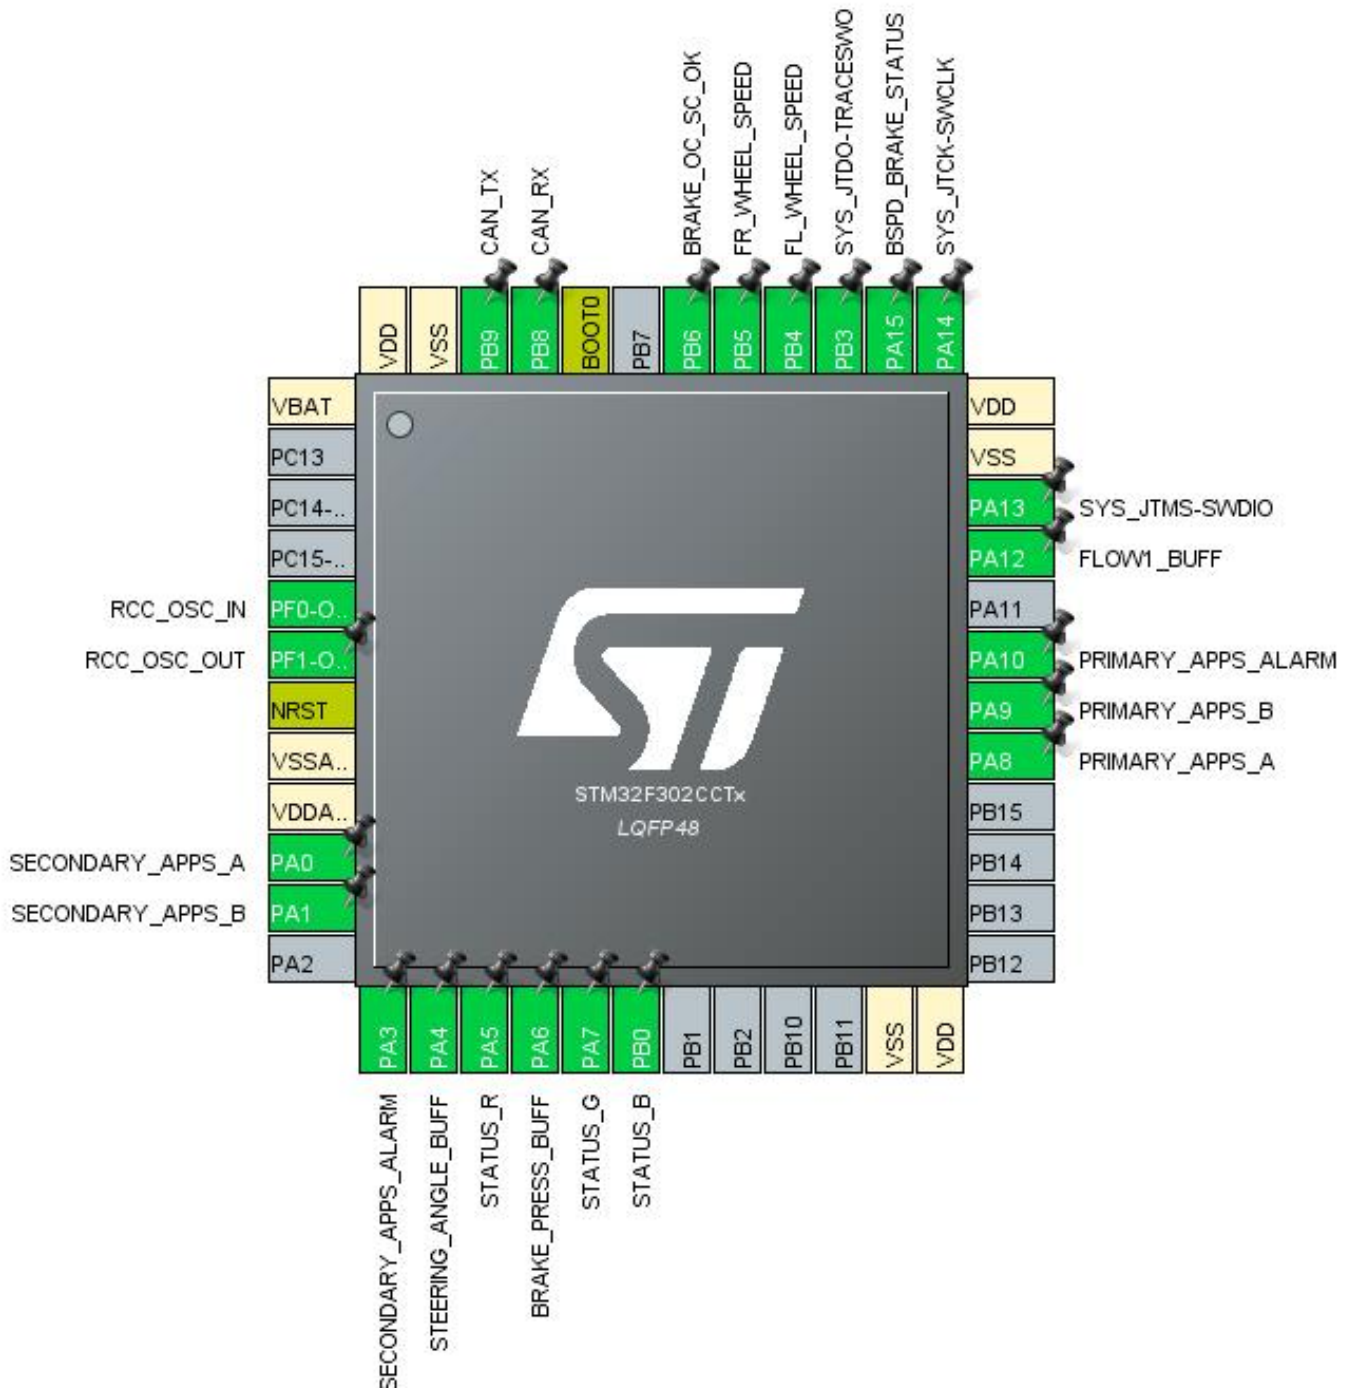 CAN_TX
CAN_RX
BRAKE_OC_SC_OK
FR_WHEEL_SPEED
FL_WHEEL_SPEED
SYS_JTDO-TRACESWO
BSPD_BRAKE_STATUS
SYS_JTCK-SWCLK
VDD
VSS
PB9
PB8
BOOT0
PB7
PB6
PB5
PB4
PB3
PA15
PA14
VBAT
PC13
PC14-..
PC15-..
RCC_OSC_IN PF0-O..
RCC_OSC_OUT PF1-O..
NRST
VSSA..
VDDA..
SECONDARY_APPS_A PA0
SECONDARY_APPS_B PA1
PA2
VDD
VSS
PA13 SYS_JTMS-SWDIO
PA12 FLOW1_BUFF
PA11
PA10 PRIMARY_APPS_ALARM
PA9 PRIMARY_APPS_B
PA8 PRIMARY_APPS_A
PB15
PB14
PB13
PB12
ST
STM32F302CCTx
LQFP48
PA3
PA4
PA5
PA6
PA7
PB0
PB1
PB2
PB10
PB11
VSS
VDD
SECONDARY_APPS_ALARM
STEERING_ANGLE_BUFF
STATUS_R
BRAKE_PRESS_BUFF
STATUS_G
STATUS_B